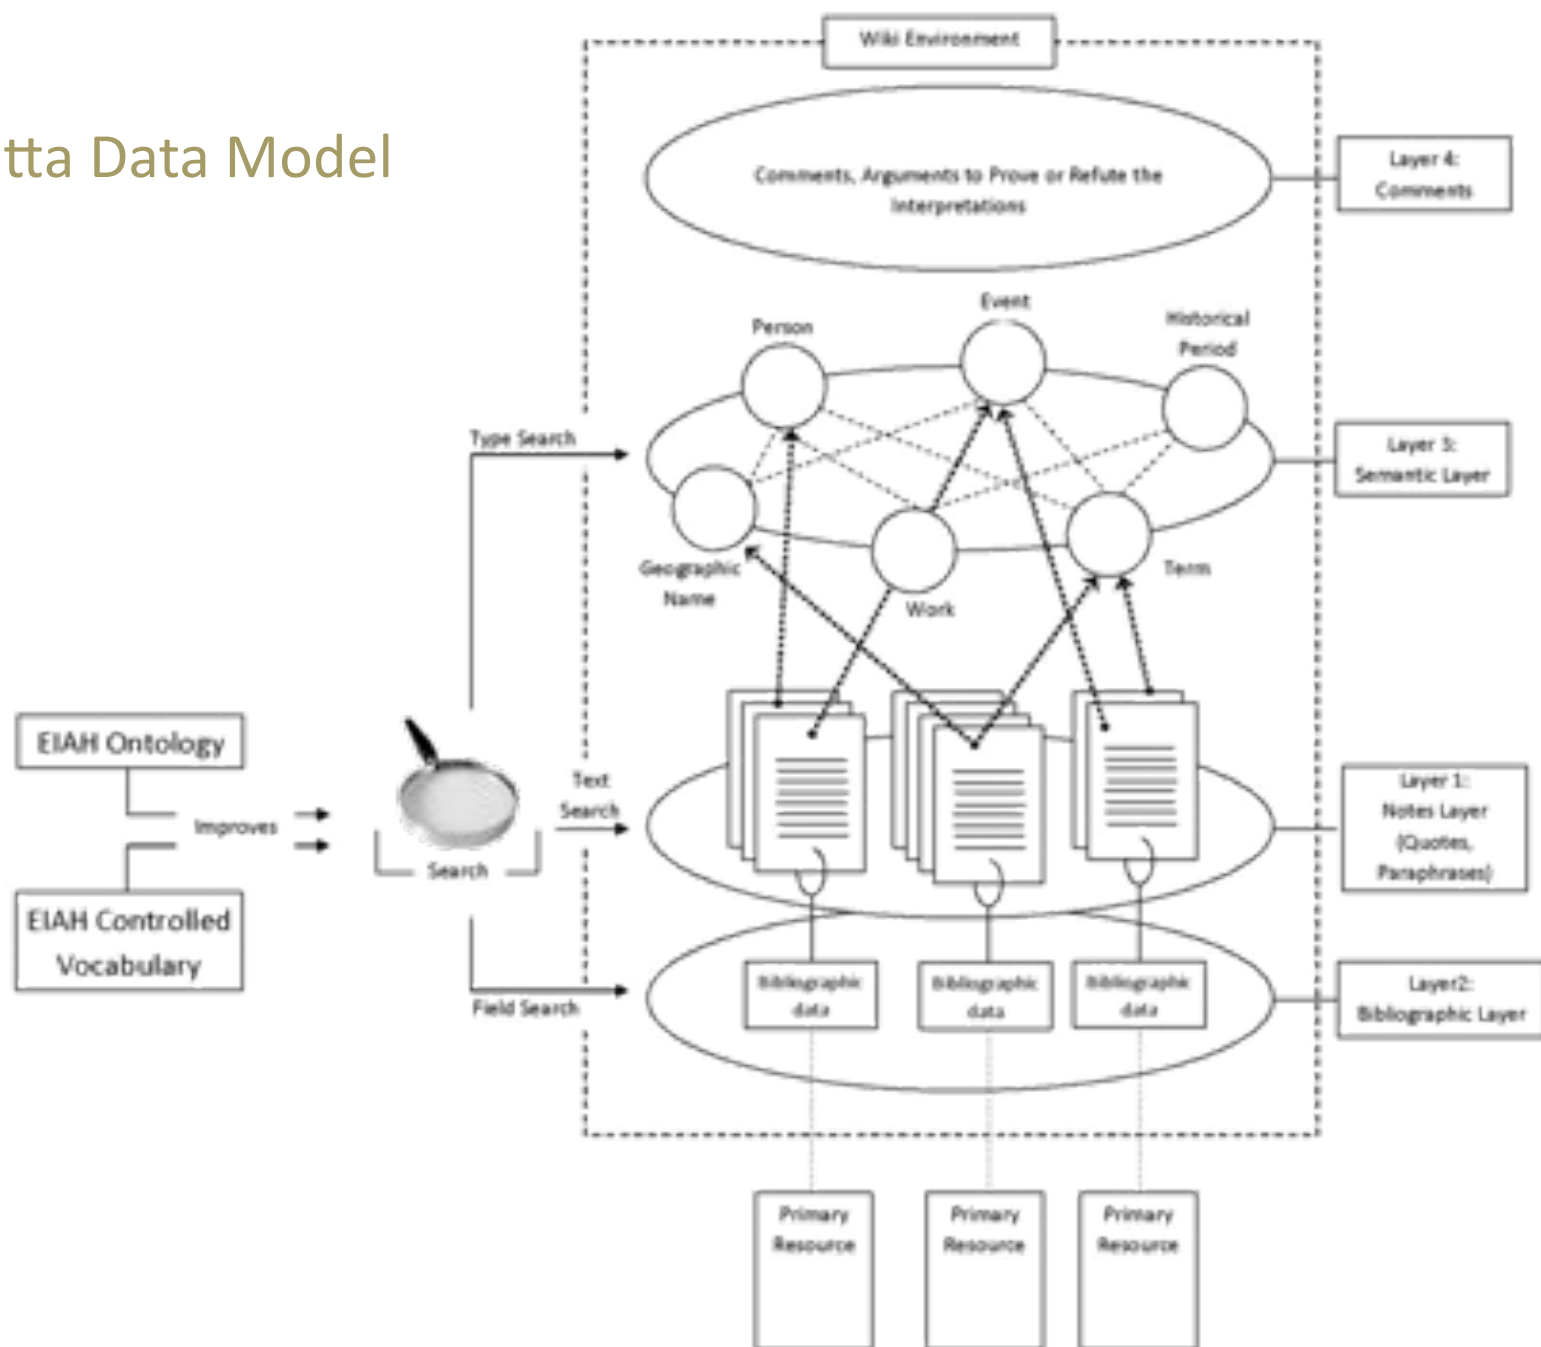 Wiki Environment
tta Data Model
Comments, Arguments to Prove or Refute the
Interpretations
Layer 4:
Comments
Event
Person
Historical
Period
Type Search
Layer 3:
Semantic Layer
Geographic
Name
Work
Term
EIAH Ontology
Improves
EIAH Controlled
Vocabulary
Search
Text
Search
Layer 1:
Notes Layer
(Quotes,
Paraphrases)
Field Search
Bibliographic
data
Bibliographic
data
Bibliographic
data
Layer2:
Bibliographic Layer
Primary
Resource
Primary
Resource
Primary
Resource